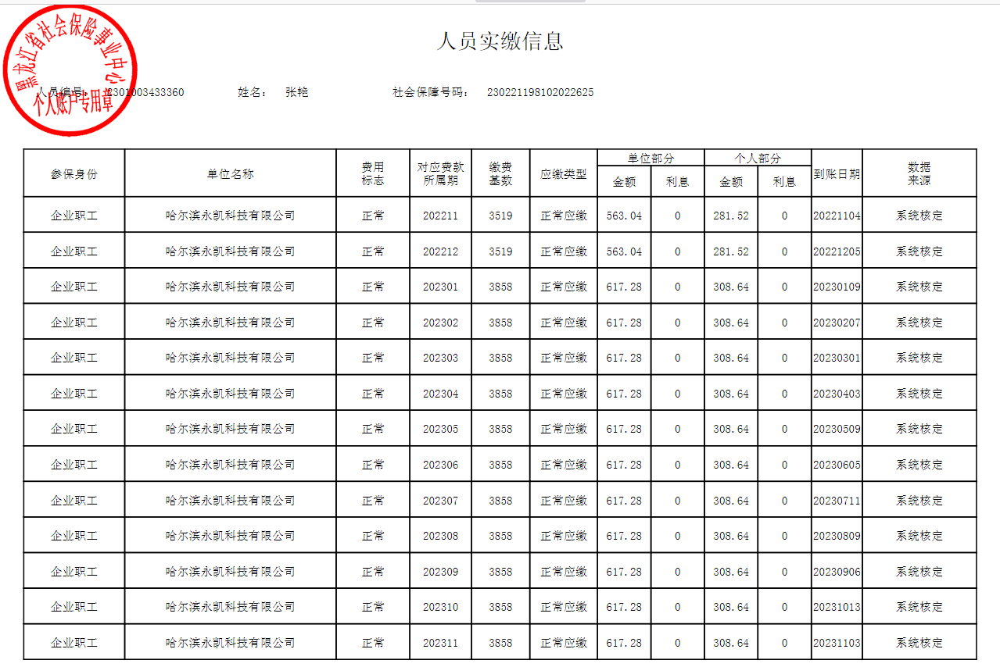 黑龙江省社会保险事业中心
个人账户专用章
人员实缴信息
人员编号: 2301003433360 姓名: 张艳 社会保障号码: 230221198102022625
参保身份 单位名称 费用标志 对应费款所属期 缴费基数 应缴类型 单位部分 个人部分 到账日期 数据来源
金额 利息 金额 利息
企业职工 哈尔滨永凯科技有限公司 正常 202211 3519 正常应缴 563.04 0 281.52 0 20221104 系统核定
企业职工 哈尔滨永凯科技有限公司 正常 202212 3519 正常应缴 563.04 0 281.52 0 20221205 系统核定
企业职工 哈尔滨永凯科技有限公司 正常 202301 3858 正常应缴 617.28 0 308.64 0 20230109 系统核定
企业职工 哈尔滨永凯科技有限公司 正常 202302 3858 正常应缴 617.28 0 308.64 0 20230207 系统核定
企业职工 哈尔滨永凯科技有限公司 正常 202303 3858 正常应缴 617.28 0 308.64 0 20230301 系统核定
企业职工 哈尔滨永凯科技有限公司 正常 202304 3858 正常应缴 617.28 0 308.64 0 20230403 系统核定
企业职工 哈尔滨永凯科技有限公司 正常 202305 3858 正常应缴 617.28 0 308.64 0 20230509 系统核定
企业职工 哈尔滨永凯科技有限公司 正常 202306 3858 正常应缴 617.28 0 308.64 0 20230605 系统核定
企业职工 哈尔滨永凯科技有限公司 正常 202307 3858 正常应缴 617.28 0 308.64 0 20230711 系统核定
企业职工 哈尔滨永凯科技有限公司 正常 202308 3858 正常应缴 617.28 0 308.64 0 20230809 系统核定
企业职工 哈尔滨永凯科技有限公司 正常 202309 3858 正常应缴 617.28 0 308.64 0 20230906 系统核定
企业职工 哈尔滨永凯科技有限公司 正常 202310 3858 正常应缴 617.28 0 308.64 0 20231013 系统核定
企业职工 哈尔滨永凯科技有限公司 正常 202311 3858 正常应缴 617.28 0 308.64 0 20231103 系统核定